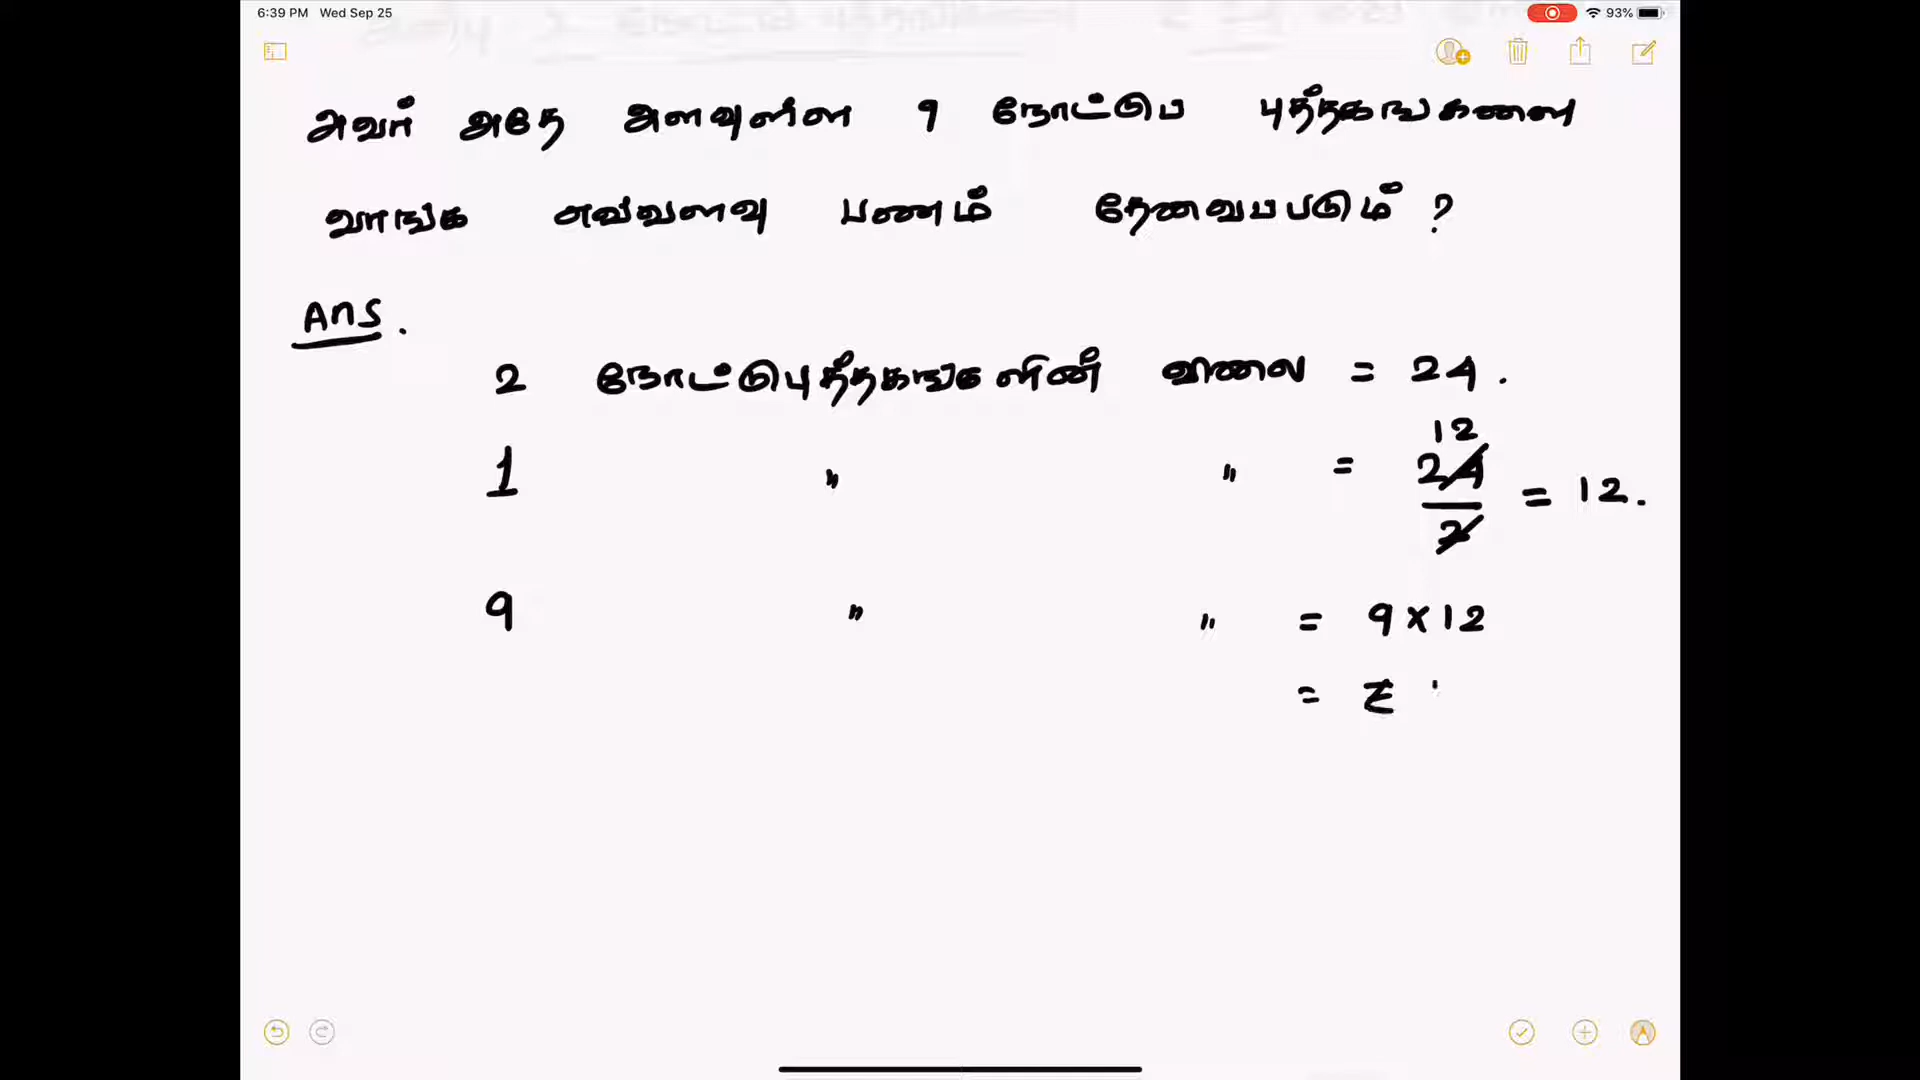 6:39 PM Wed Sep 25 93%
அவர் அதே அளவுள்ள 9 நோட்டுப புத்தகங்களை
வாங்க எவ்வளவு பணம் தேவைபபடும் ?
Ans.
2 நோட்டுபுத்தகங்களின் விலை = 24.
12
1 " " = 24/2 = 12.
9 " " = 9 x 12
= ₹